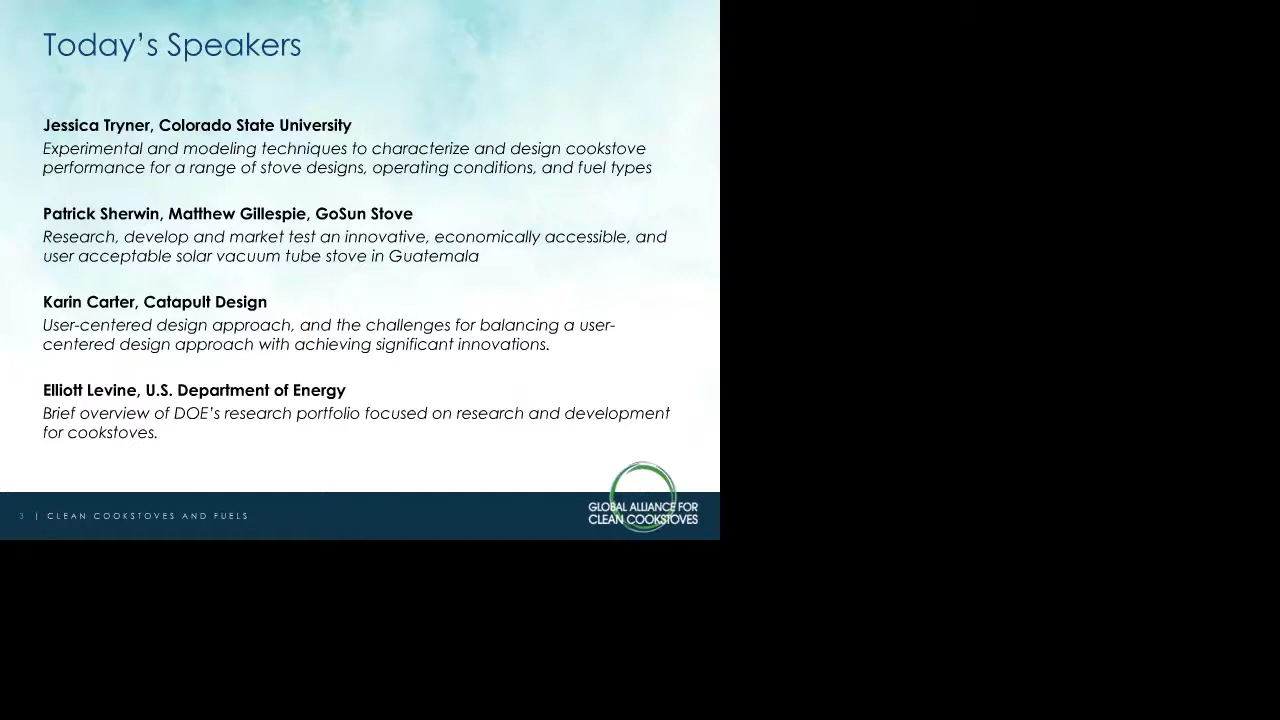 Today’s Speakers
Jessica Tryner, Colorado State University
Experimental and modeling techniques to characterize and design cookstove
performance for a range of stove designs, operating conditions, and fuel types
Patrick Sherwin, Matthew Gillespie, GoSun Stove
Research, develop and market test an innovative, economically accessible, and
user acceptable solar vacuum tube stove in Guatemala
Karin Carter, Catapult Design
User-centered design approach, and the challenges for balancing a user-
centered design approach with achieving significant innovations.
Elliott Levine, U.S. Department of Energy
Brief overview of DOE’s research portfolio focused on research and development
for cookstoves.
3 | CLEAN COOKSTOVES AND FUELS
GLOBAL ALLIANCE FOR
CLEAN COOKSTOVES